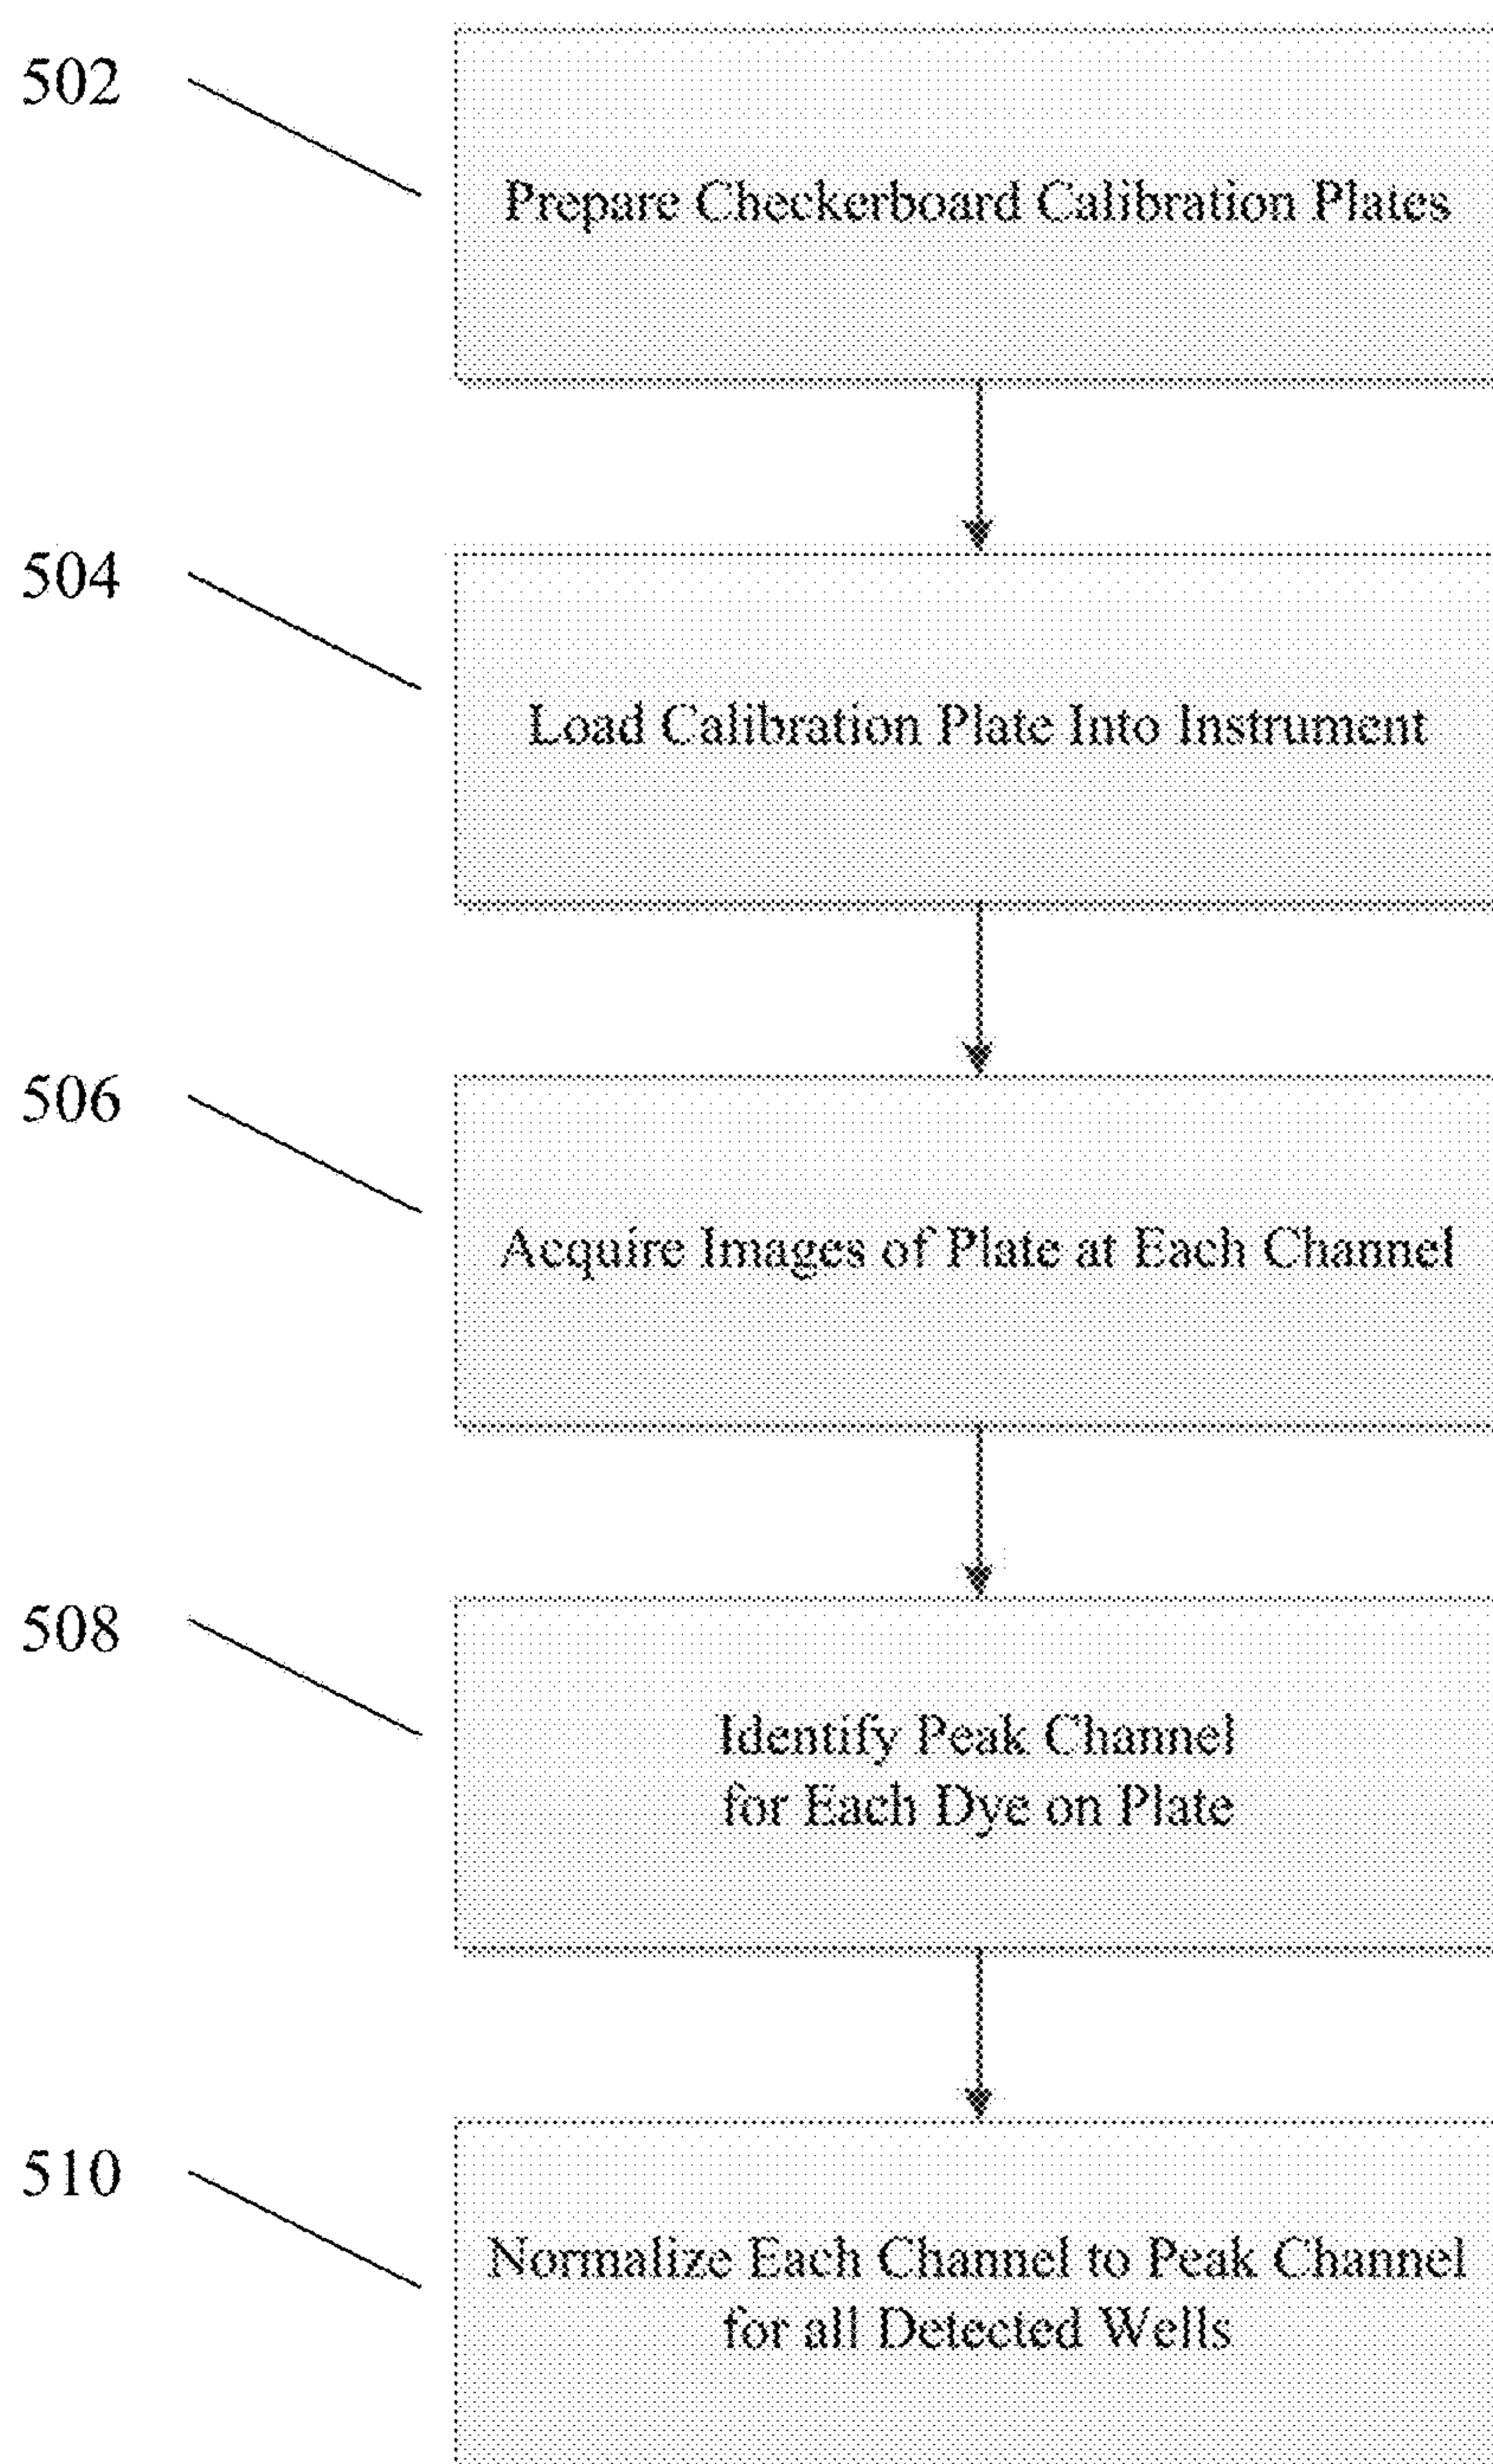 502
Prepare Checkerboard Calibration Plates
504
Load Calibration Plate Into Instrument
506
Acquire Images of Plate at Each Channel
508
Identify Peak Channel
for Each Dye on Plate
510
Normalize Each Channel to Peak Channel
for all Detected Wells